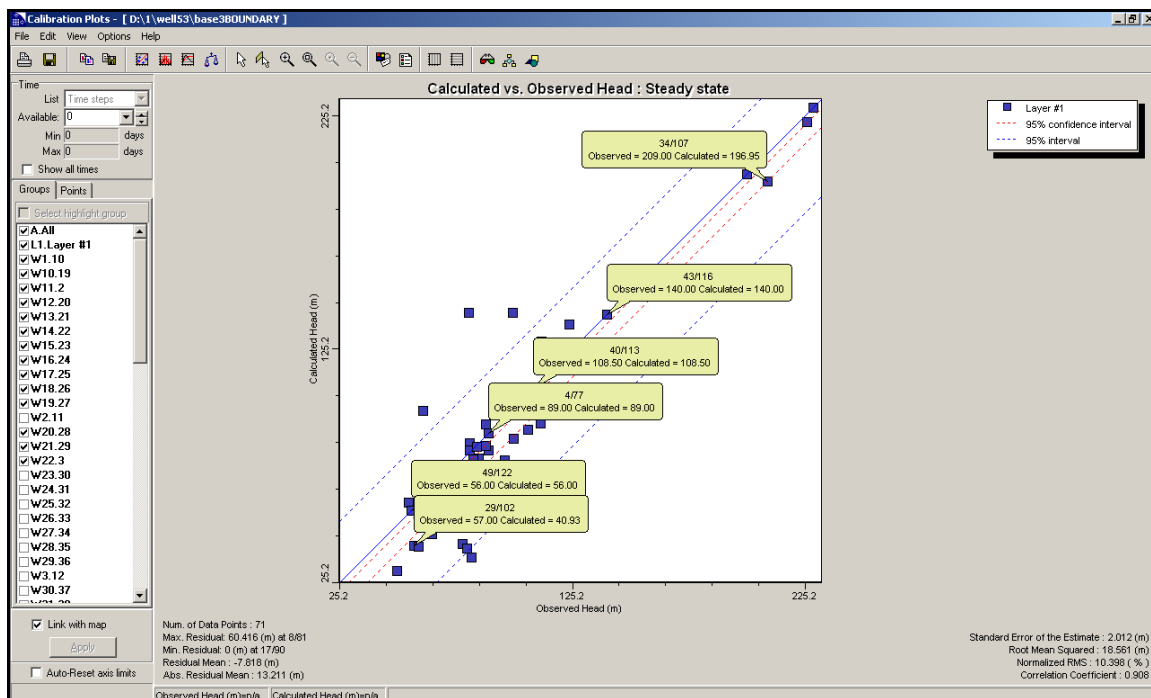 Calibration Plots - [ D:\1\well53\base3BOUNDARY ]
File Edit View Options Help
Time
List Time steps
Available: 0
Min 0 days
Max 0 days
Show all times
Groups Points
Select highlight group
A.All
L1.Layer #1
W1.10
W10.19
W11.2
W12.20
W13.21
W14.22
W15.23
W16.24
W17.25
W18.26
W19.27
W2.11
W20.28
W21.29
W22.3
W23.30
W24.31
W25.32
W26.33
W27.34
W28.35
W29.36
W3.12
W30.37
Link with map
Apply
Auto-Reset axis limits
Calculated vs. Observed Head : Steady state
225.2
125.2
25.2
Calculated Head (m)
34/107
Observed = 209.00 Calculated = 196.95
43/116
Observed = 140.00 Calculated = 140.00
40/113
Observed = 108.50 Calculated = 108.50
4/77
Observed = 89.00 Calculated = 89.00
49/122
Observed = 56.00 Calculated = 56.00
29/102
Observed = 57.00 Calculated = 40.93
25.2 125.2 225.2
Observed Head (m)
Layer #1
95% confidence interval
95% interval
Num. of Data Points : 71
Max. Residual: 60.416 (m) at 8/81
Min. Residual: 0 (m) at 17/90
Residual Mean : -7.818 (m)
Abs. Residual Mean : 13.211 (m)
Standard Error of the Estimate : 2.012 (m)
Root Mean Squared : 18.561 (m)
Normalized RMS : 10.398 ( % )
Correlation Coefficient : 0.908
Observed Head (m)=n/a Calculated Head (m)=n/a